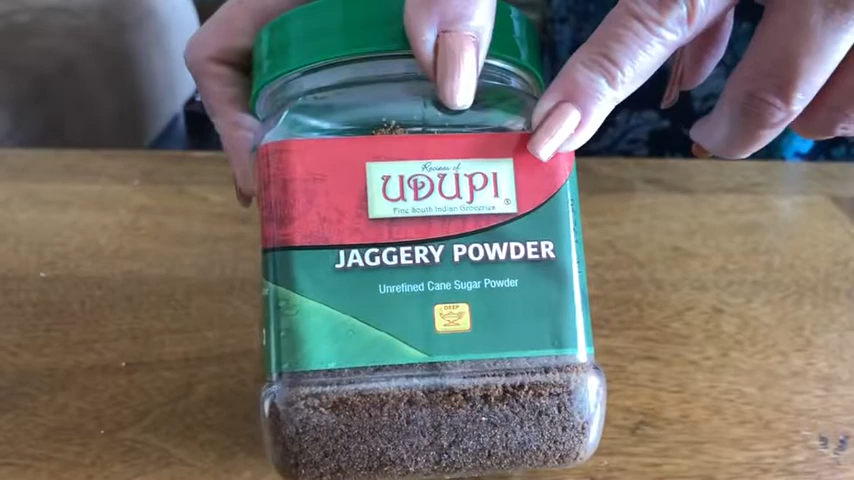 Recipes of
UDUPI®
Fine South Indian Groceries
JAGGERY POWDER
Unrefined Cane Sugar Powder
DEEP